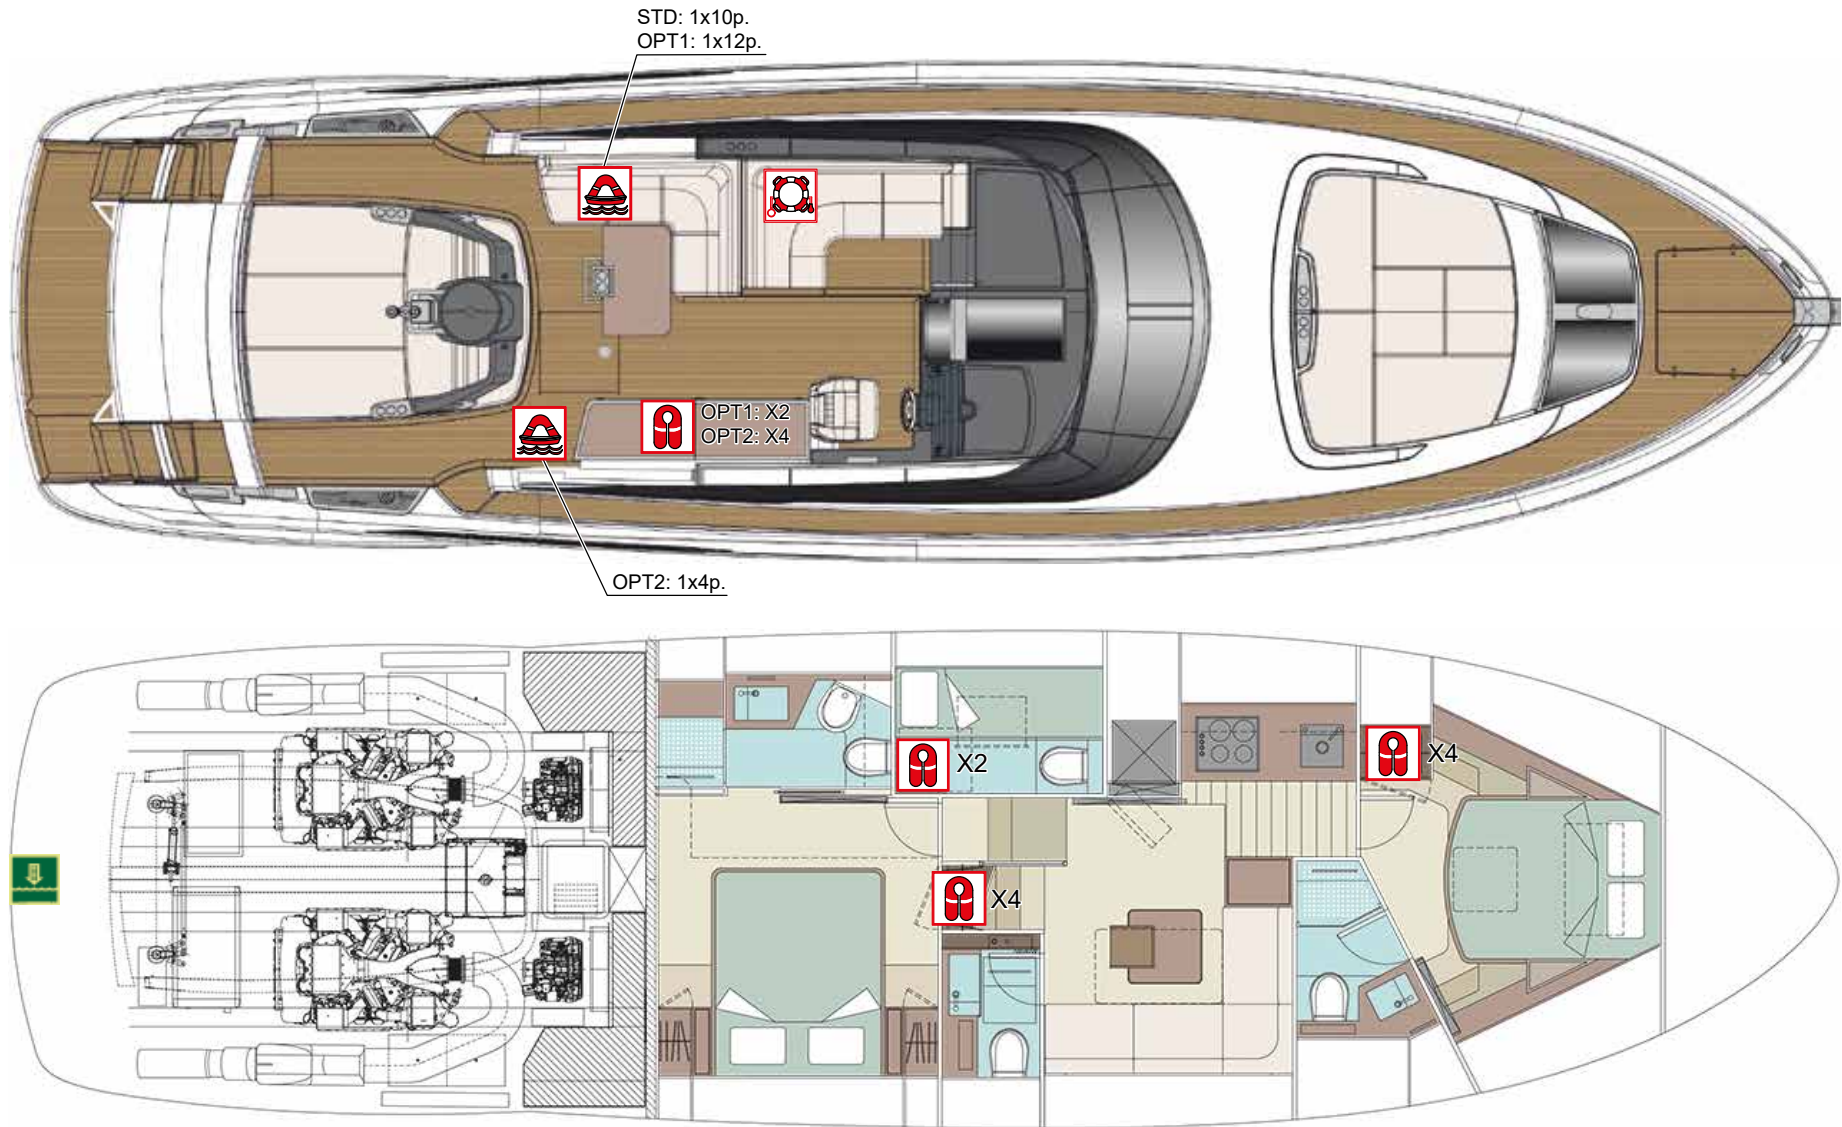 STD: 1x10p.
OPT1: 1x12p.
OPT1: X2
OPT2: X4
OPT2: 1x4p.
X2
X4
X4